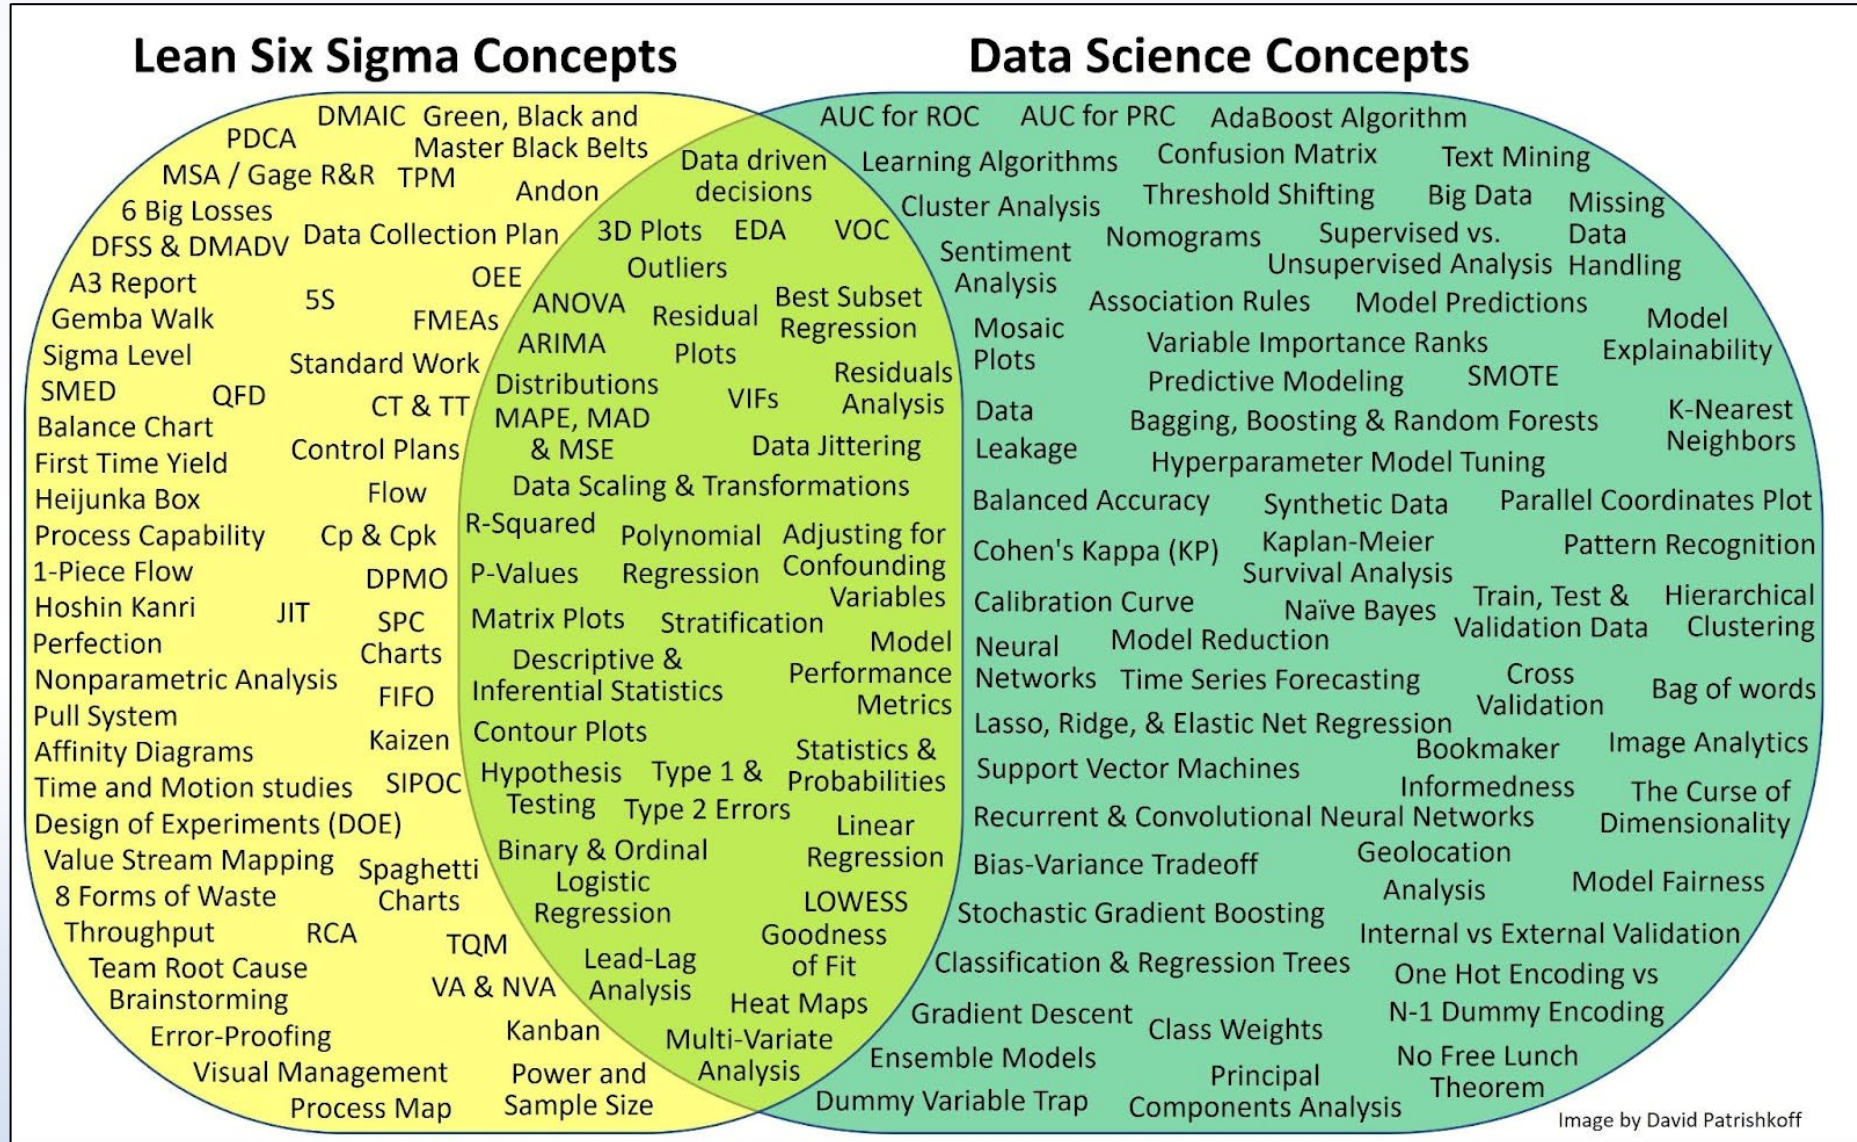 Lean Six Sigma Concepts
Data Science Concepts
DMAIC
Green, Black and
Master Black Belts
PDCA
MSA / Gage R&R
TPM
Andon
6 Big Losses
DFSS & DMADV
Data Collection Plan
A3 Report
OEE
5S
Gemba Walk
FMEAs
Sigma Level
Standard Work
SMED
QFD
CT & TT
Balance Chart
Control Plans
First Time Yield
Heijunka Box
Flow
Process Capability
Cp & Cpk
1-Piece Flow
DPMO
Hoshin Kanri
JIT
SPC
Charts
Perfection
Nonparametric Analysis
FIFO
Pull System
Kaizen
Affinity Diagrams
Time and Motion studies
SIPOC
Design of Experiments (DOE)
Value Stream Mapping
Spaghetti
Charts
8 Forms of Waste
Throughput
RCA
TQM
Team Root Cause
Brainstorming
VA & NVA
Error-Proofing
Kanban
Visual Management
Power and
Sample Size
Process Map
Data driven
decisions
3D Plots
EDA
VOC
Outliers
ANOVA
Residual
Plots
Best Subset
Regression
ARIMA
Distributions
VIFs
Residuals
Analysis
MAPE, MAD
& MSE
Data Jittering
Data Scaling & Transformations
R-Squared
Polynomial
Regression
Adjusting for
Confounding
Variables
P-Values
Matrix Plots
Stratification
Descriptive &
Inferential Statistics
Model
Performance
Metrics
Contour Plots
Hypothesis
Testing
Type 1 &
Type 2 Errors
Statistics &
Probabilities
Linear
Regression
Binary & Ordinal
Logistic
Regression
LOWESS
Goodness
of Fit
Lead-Lag
Analysis
Heat Maps
Multi-Variate
Analysis
AUC for ROC
AUC for PRC
AdaBoost Algorithm
Learning Algorithms
Confusion Matrix
Text Mining
Cluster Analysis
Threshold Shifting
Big Data
Missing
Data
Handling
Sentiment
Analysis
Nomograms
Supervised vs.
Unsupervised Analysis
Association Rules
Model Predictions
Model
Explainability
Mosaic
Plots
Variable Importance Ranks
Predictive Modeling
SMOTE
Data
Leakage
Bagging, Boosting & Random Forests
K-Nearest
Neighbors
Hyperparameter Model Tuning
Balanced Accuracy
Synthetic Data
Parallel Coordinates Plot
Cohen's Kappa (KP)
Kaplan-Meier
Survival Analysis
Pattern Recognition
Calibration Curve
Naïve Bayes
Train, Test &
Validation Data
Hierarchical
Clustering
Neural
Networks
Model Reduction
Time Series Forecasting
Cross
Validation
Bag of words
Lasso, Ridge, & Elastic Net Regression
Bookmaker
Informedness
Image Analytics
Support Vector Machines
The Curse of
Dimensionality
Recurrent & Convolutional Neural Networks
Bias-Variance Tradeoff
Geolocation
Analysis
Model Fairness
Stochastic Gradient Boosting
Internal vs External Validation
Classification & Regression Trees
One Hot Encoding vs
N-1 Dummy Encoding
Gradient Descent
Class Weights
Ensemble Models
No Free Lunch
Theorem
Principal
Components Analysis
Dummy Variable Trap
Image by David Patrishkoff